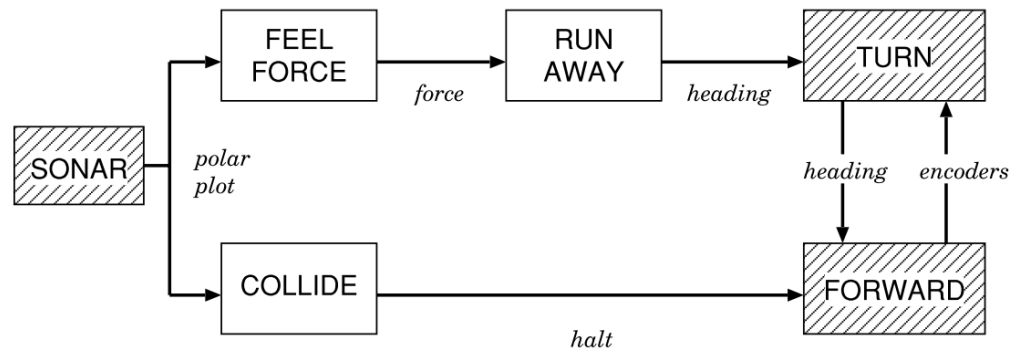 FEEL
FORCE
RUN
AWAY
TURN
force
heading
SONAR
polar
plot
heading
encoders
COLLIDE
FORWARD
halt